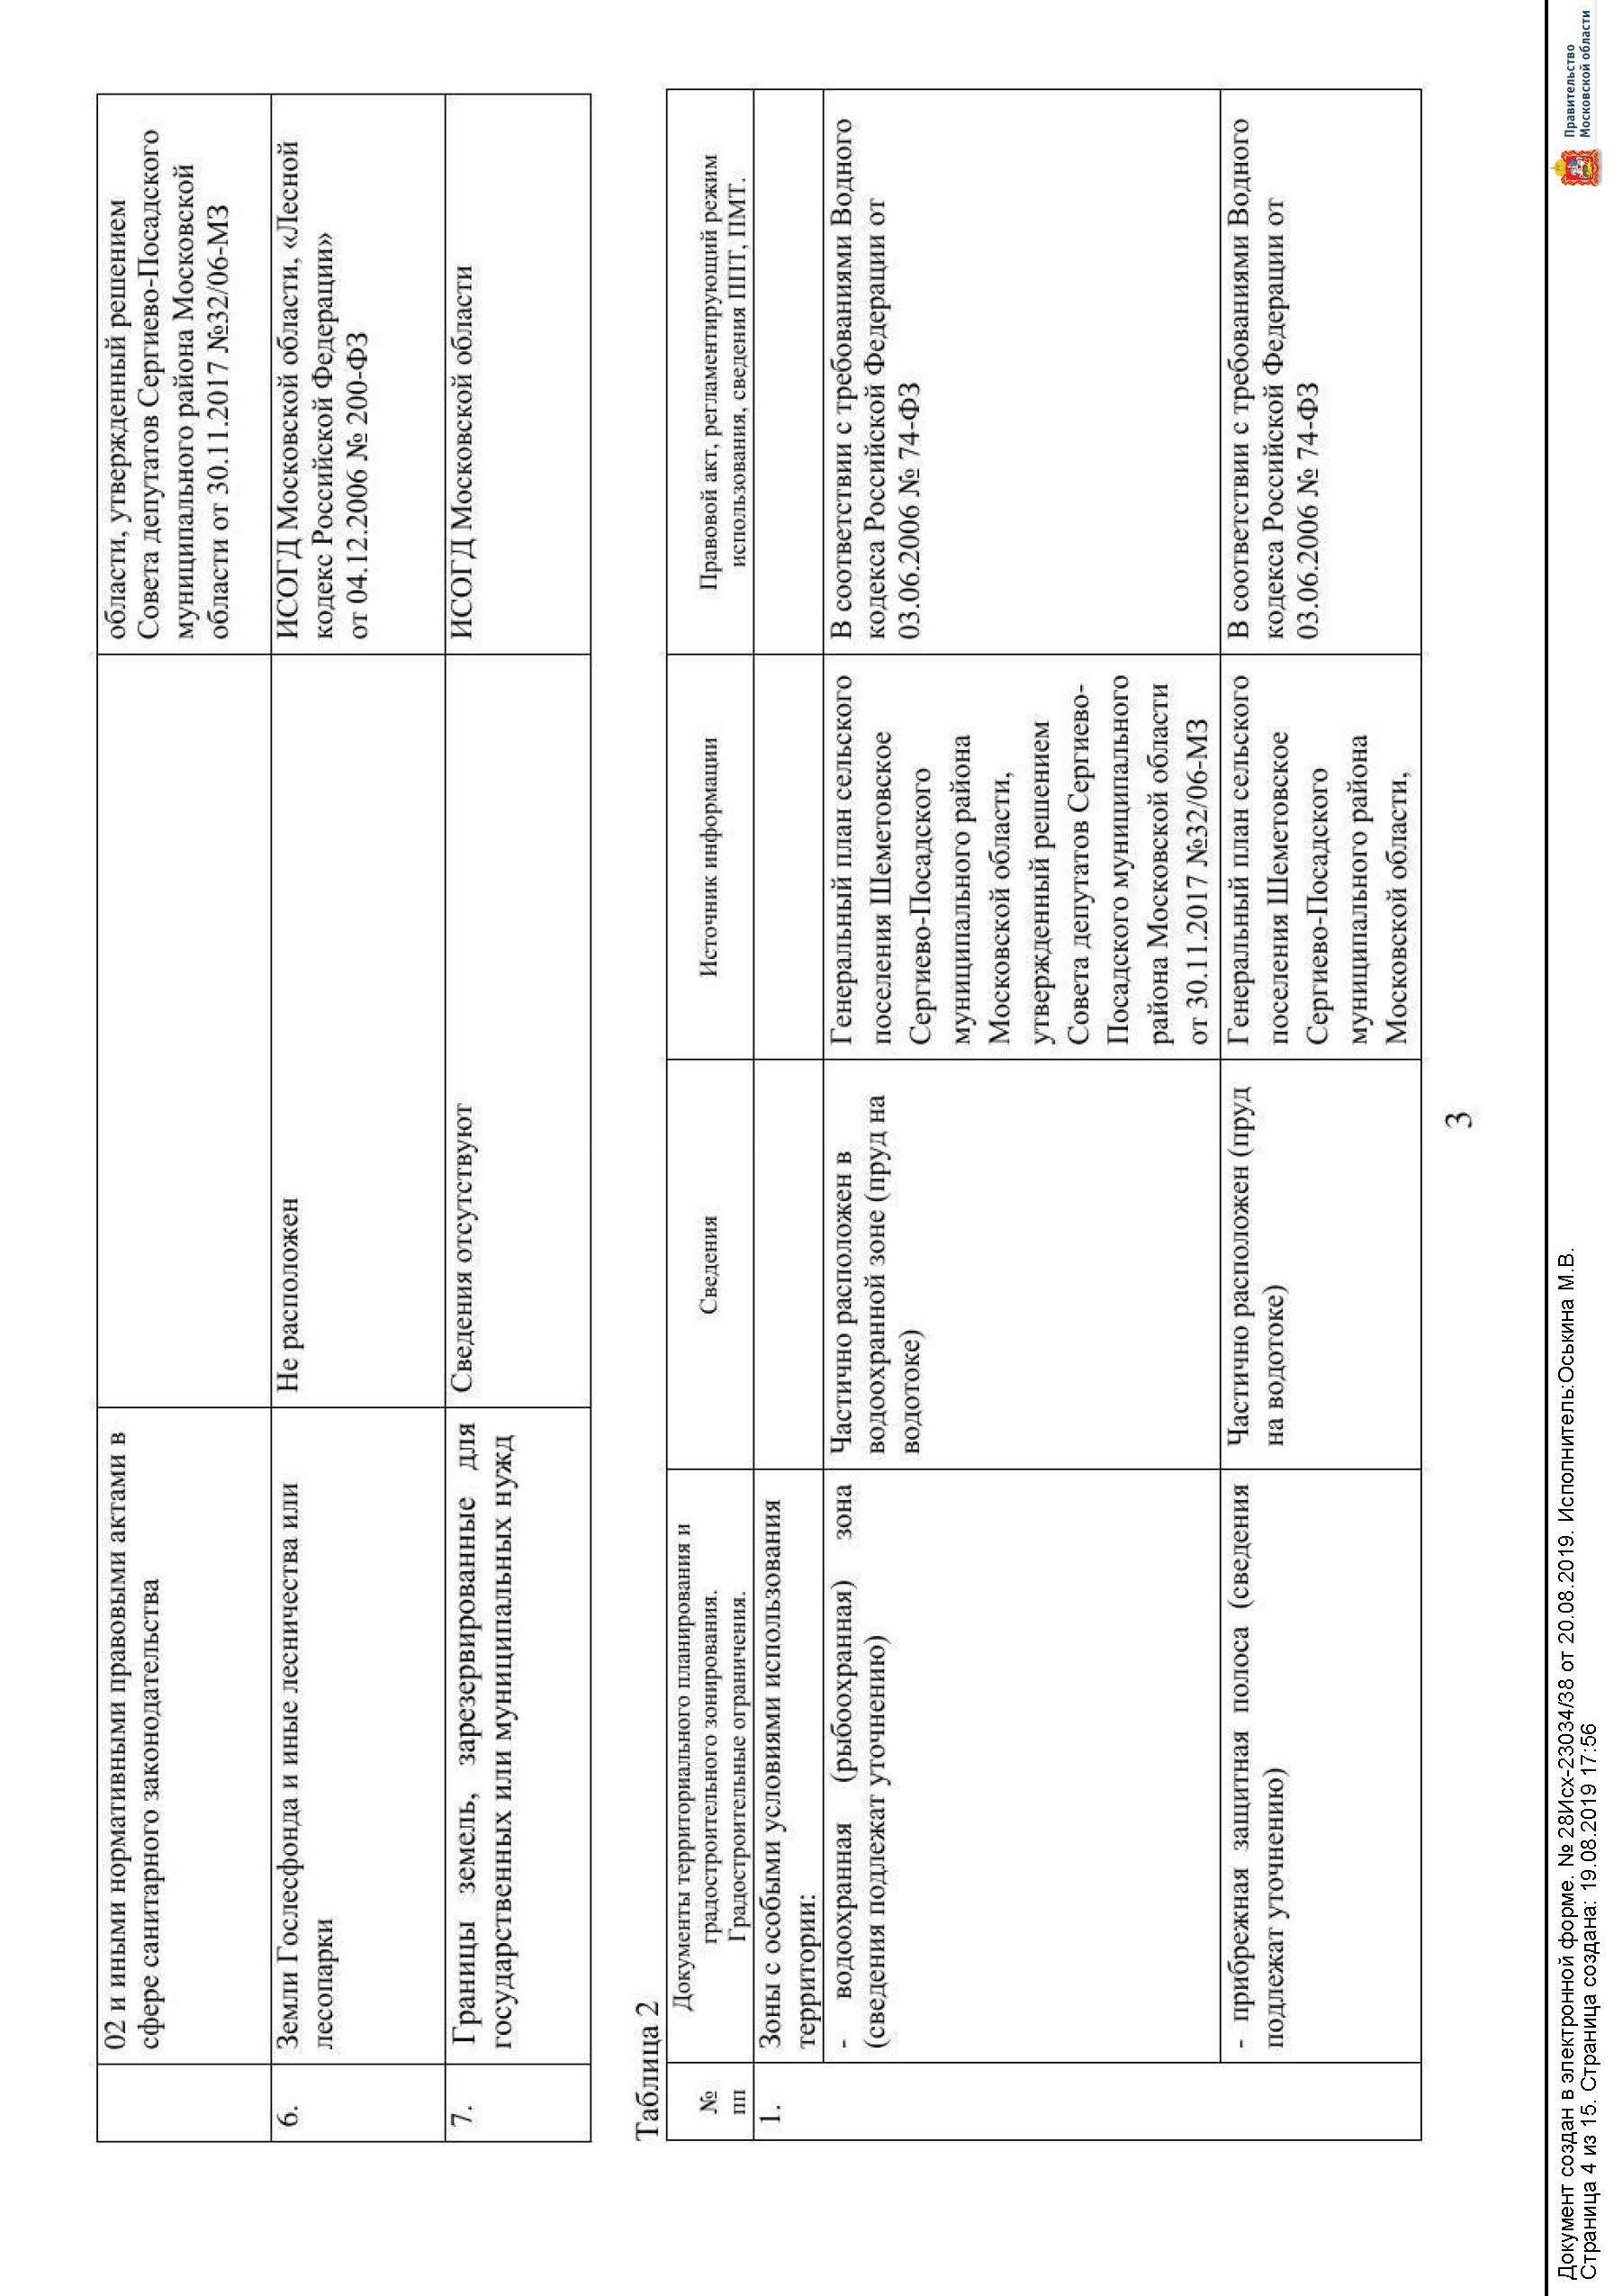 02 и иными нормативными правовыми актами в
сфере санитарного законодательства
области, утвержденный решением
Совета депутатов Сергиево-Посадского
муниципального района Московской
области от 30.11.2017 №32/06-МЗ
6.
Земли Гослесфонда и иные лесничества или
лесопарки
Не расположен
ИСОГД Московской области, «Лесной
кодекс Российской Федерации»
от 04.12.2006 № 200-ФЗ
7.
Границы земель, зарезервированные для
государственных или муниципальных нужд
Сведения отсутствуют
ИСОГД Московской области
Таблица 2
№
пп
Документы территориального планирования и
градостроительного зонирования.
Градостроительные ограничения.
Сведения
Источник информации
Правовой акт, регламентирующий режим
использования, сведения ППТ, ПМТ.
1.
Зоны с особыми условиями использования
территории:
- водоохранная (рыбоохранная) зона
(сведения подлежат уточнению)
Частично расположен в
водоохранной зоне (пруд на
водотоке)
Генеральный план сельского
поселения Шеметовское
Сергиево-Посадского
муниципального района
Московской области,
утвержденный решением
Совета депутатов Сергиево-
Посадского муниципального
района Московской области
от 30.11.2017 №32/06-МЗ
В соответствии с требованиями Водного
кодекса Российской Федерации от
03.06.2006 № 74-ФЗ
- прибрежная защитная полоса (сведения
подлежат уточнению)
Частично расположен (пруд
на водотоке)
Генеральный план сельского
поселения Шеметовское
Сергиево-Посадского
муниципального района
Московской области,
В соответствии с требованиями Водного
кодекса Российской Федерации от
03.06.2006 № 74-ФЗ
3
Документ создан в электронной форме. № 28Исх-23034/38 от 20.08.2019. Исполнитель:Оськина М.В.
Страница 4 из 15. Страница создана: 19.08.2019 17:56
Правительство
Московской области